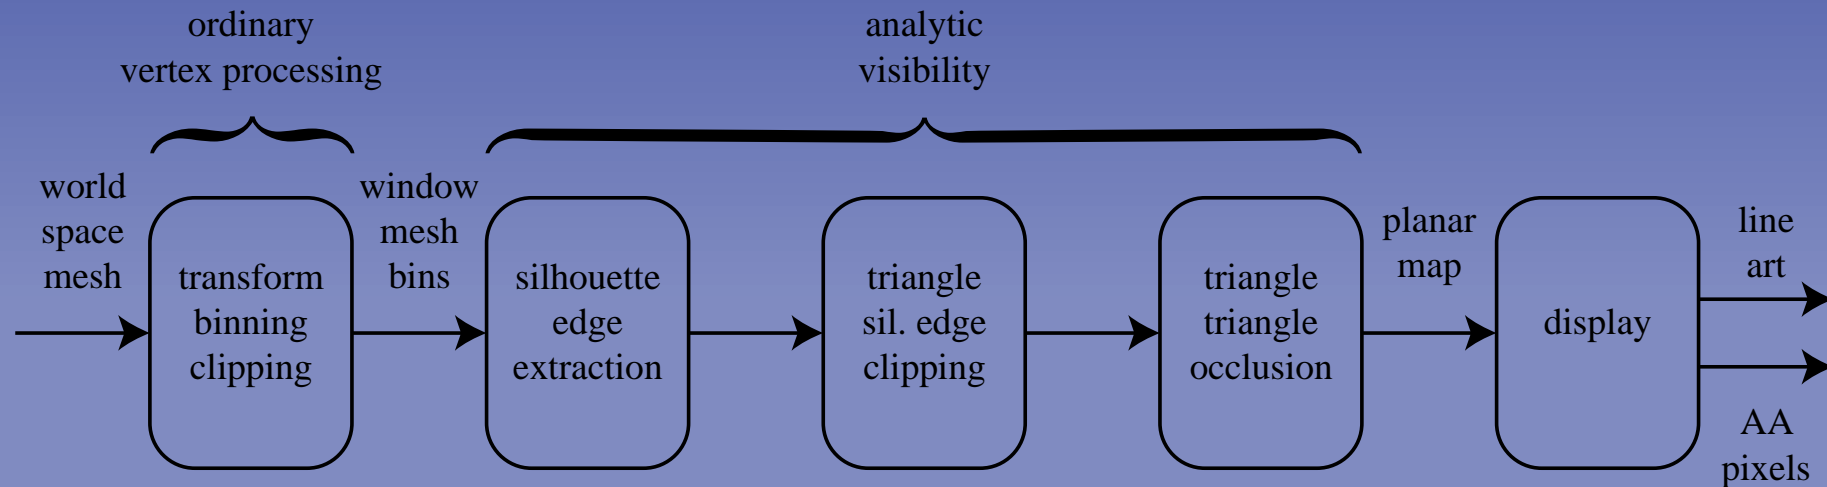 ordinary
vertex processing
analytic
visibility
world
space
mesh
transform
binning
clipping
window
mesh
bins
silhouette
edge
extraction
triangle
sil. edge
clipping
triangle
triangle
occlusion
planar
map
display
line
art
AA
pixels